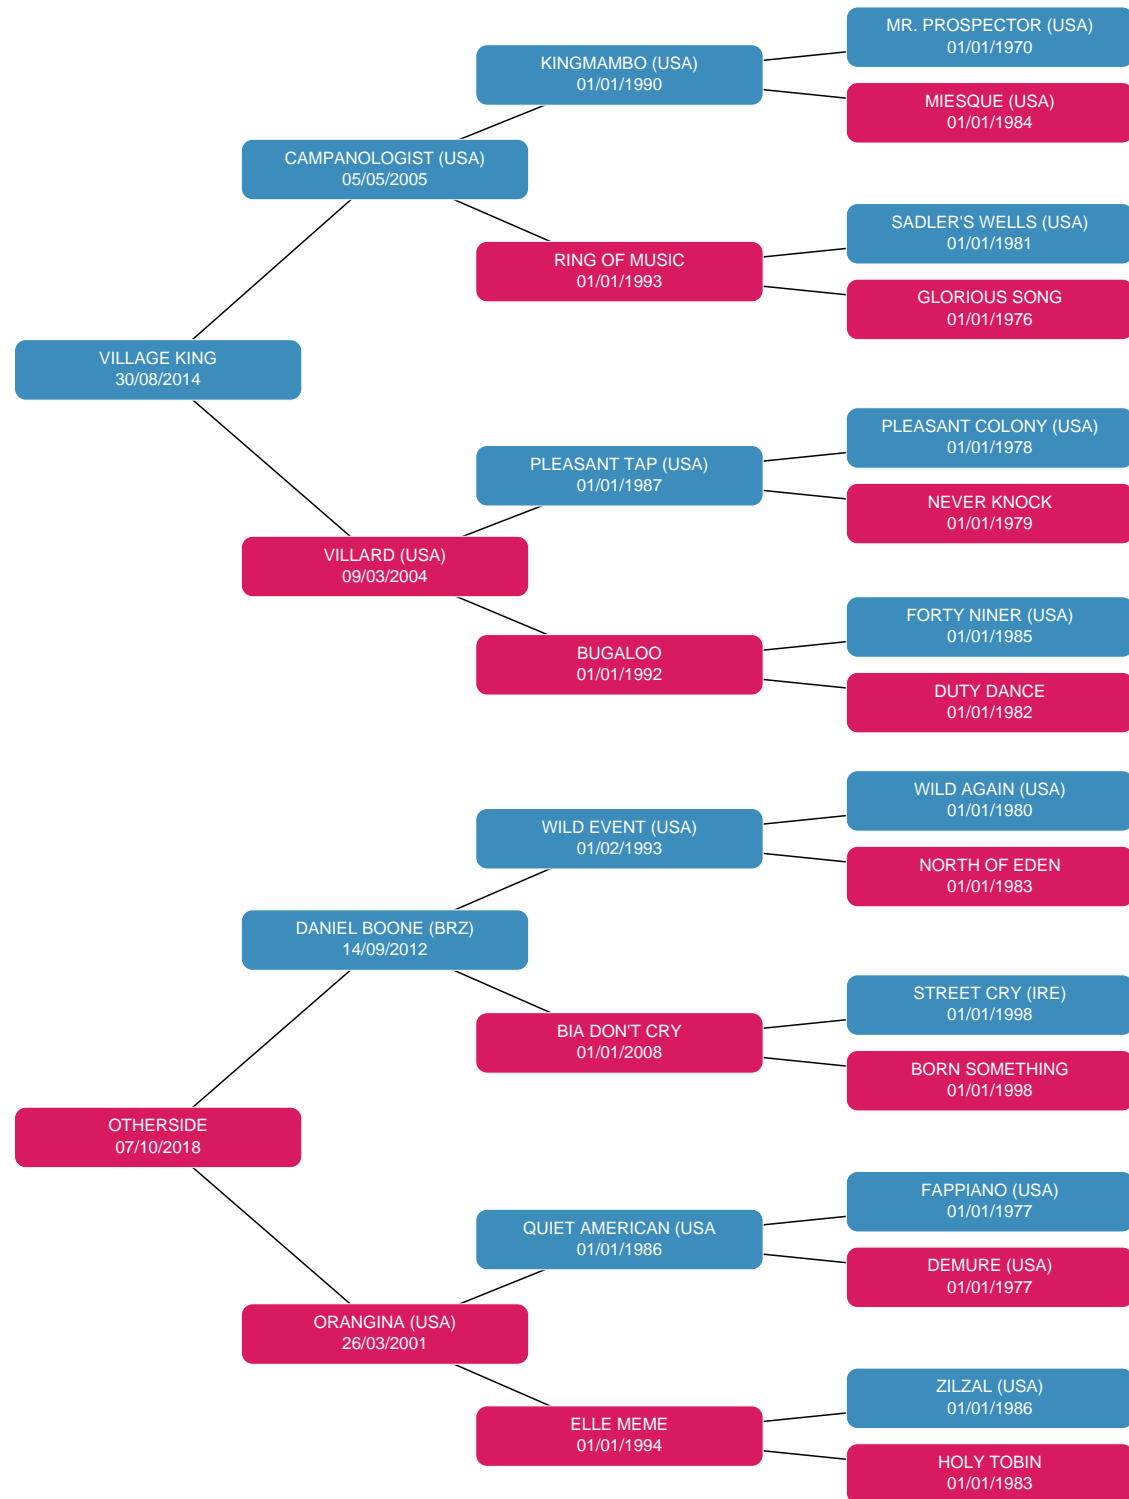 MR. PROSPECTOR (USA)
01/01/1970
KINGMAMBO (USA)
01/01/1990
MIESQUE (USA)
01/01/1984
CAMPANOLOGIST (USA)
05/05/2005
SADLER'S WELLS (USA)
01/01/1981
RING OF MUSIC
01/01/1993
GLORIOUS SONG
01/01/1976
VILLAGE KING
30/08/2014
PLEASANT COLONY (USA)
01/01/1978
PLEASANT TAP (USA)
01/01/1987
NEVER KNOCK
01/01/1979
VILLARD (USA)
09/03/2004
FORTY NINER (USA)
01/01/1985
BUGALOO
01/01/1992
DUTY DANCE
01/01/1982
WILD AGAIN (USA)
01/01/1980
WILD EVENT (USA)
01/02/1993
NORTH OF EDEN
01/01/1983
DANIEL BOONE (BRZ)
14/09/2012
STREET CRY (IRE)
01/01/1998
BIA DON'T CRY
01/01/2008
BORN SOMETHING
01/01/1998
OTHERSIDE
07/10/2018
FAPPIANO (USA)
01/01/1977
QUIET AMERICAN (USA
01/01/1986
DEMURE (USA)
01/01/1977
ORANGINA (USA)
26/03/2001
ZILZAL (USA)
01/01/1986
ELLE MEME
01/01/1994
HOLY TOBIN
01/01/1983